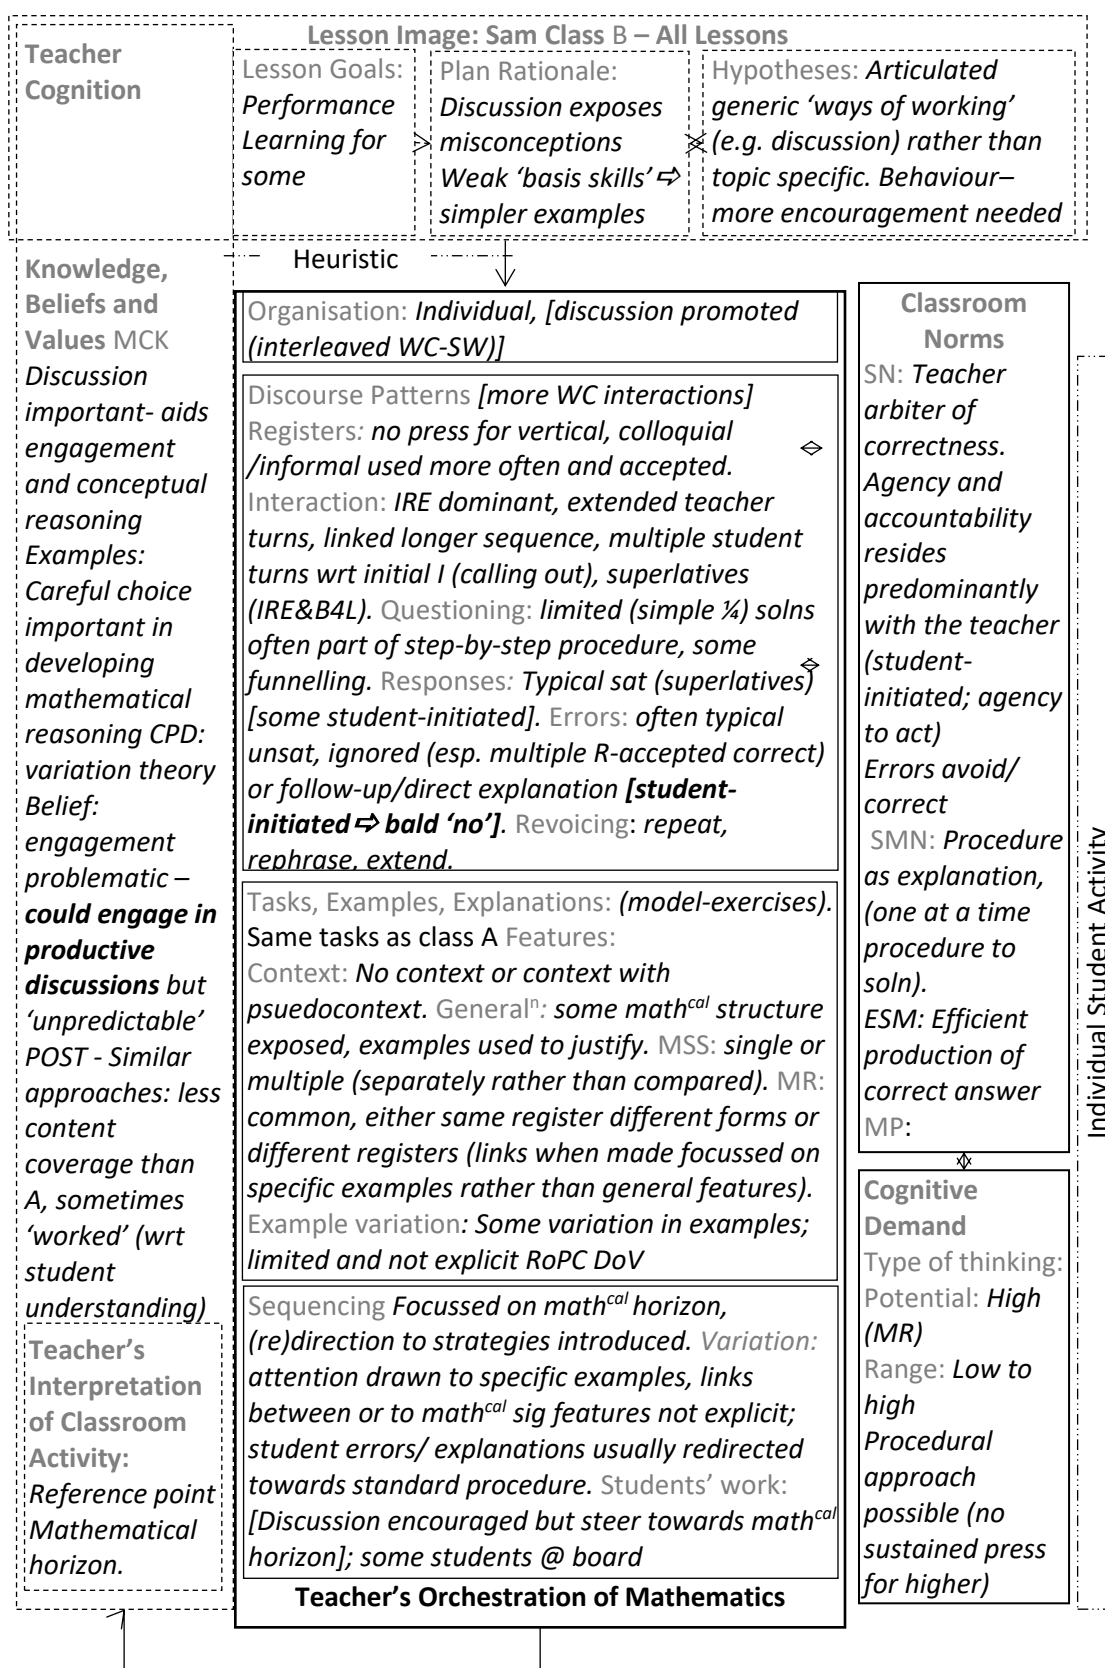 Lesson Image: Sam Class B – All Lessons
Teacher
Cognition
Lesson Goals:
Performance
Learning for
some
Plan Rationale:
Discussion exposes
misconceptions
Weak ‘basis skills’⇨
simpler examples
Hypotheses: Articulated
generic ‘ways of working’
(e.g. discussion) rather than
topic specific. Behaviour–
more encouragement needed
Heuristic
Knowledge,
Beliefs and
Values MCK
Discussion
important- aids
engagement
and conceptual
reasoning
Examples:
Careful choice
important in
developing
mathematical
reasoning CPD:
variation theory
Belief:
engagement
problematic –
could engage in
productive
discussions but
‘unpredictable’
POST - Similar
approaches: less
content
coverage than
A, sometimes
‘worked’ (wrt
student
understanding)
Teacher’s
Interpretation
of Classroom
Activity:
Reference point
Mathematical
horizon.
Organisation: Individual, [discussion promoted
(interleaved WC-SW)]
Discourse Patterns [more WC interactions]
Registers: no press for vertical, colloquial
/informal used more often and accepted.
Interaction: IRE dominant, extended teacher
turns, linked longer sequence, multiple student
turns wrt initial I (calling out), superlatives
(IRE&B4L). Questioning: limited (simple ¼) solns
often part of step-by-step procedure, some
funnelling. Responses: Typical sat (superlatives)
[some student-initiated]. Errors: often typical
unsat, ignored (esp. multiple R-accepted correct)
or follow-up/direct explanation [student-
initiated⇨ bald ‘no’]. Revoicing: repeat,
rephrase, extend.
Tasks, Examples, Explanations: (model-exercises).
Same tasks as class A Features:
Context: No context or context with
psuedocontext. Generalⁿ: some math^cal structure
exposed, examples used to justify. MSS: single or
multiple (separately rather than compared). MR:
common, either same register different forms or
different registers (links when made focussed on
specific examples rather than general features).
Example variation: Some variation in examples;
limited and not explicit RoPC DoV
Sequencing Focussed on math^cal horizon,
(re)direction to strategies introduced. Variation:
attention drawn to specific examples, links
between or to math^cal sig features not explicit;
student errors/ explanations usually redirected
towards standard procedure. Students’ work:
[Discussion encouraged but steer towards math^cal
horizon]; some students @ board
Teacher’s Orchestration of Mathematics
Classroom
Norms
SN: Teacher
arbiter of
correctness.
Agency and
accountability
resides
predominantly
with the teacher
(student-
initiated; agency
to act)
Errors avoid/
correct
SMN: Procedure
as explanation,
(one at a time
procedure to
soln).
ESM: Efficient
production of
correct answer
MP:
Cognitive
Demand
Type of thinking:
Potential: High
(MR)
Range: Low to
high
Procedural
approach
possible (no
sustained press
for higher)
Individual Student Activity